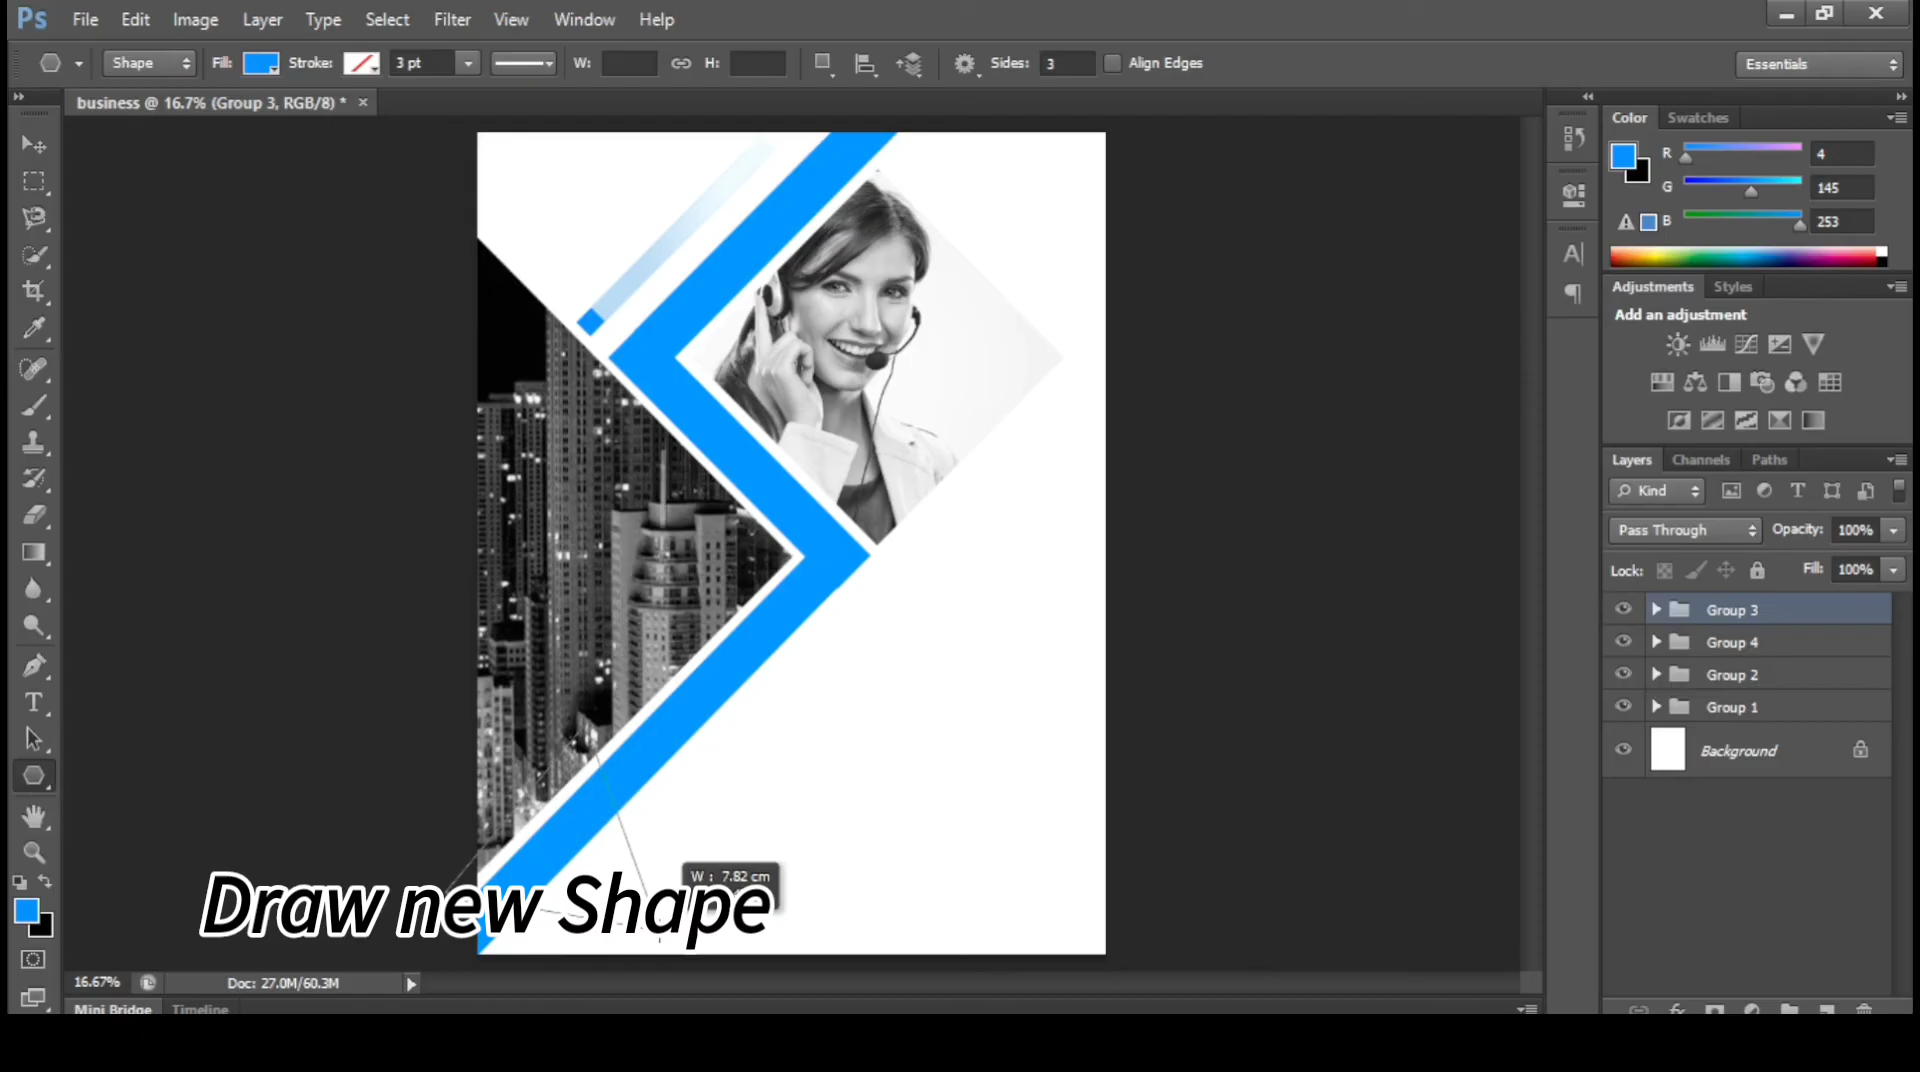 Ps File Edit Image Layer Type Select Filter View Window Help
Shape Fill: Stroke: 3 pt W: H: Sides: 3 Align Edges Essentials
business @ 16.7% (Group 3, RGB/8) * ×
Color Swatches
R 4
G 145
B 253
Adjustments Styles
Add an adjustment
Layers Channels Paths
Kind
Pass Through Opacity: 100%
Lock: Fill: 100%
Group 3
Group 4
Group 2
Group 1
Background
W : 7.82 cm
Draw new Shape
16.67% Doc: 27.0M/60.3M
Mini Bridge Timeline